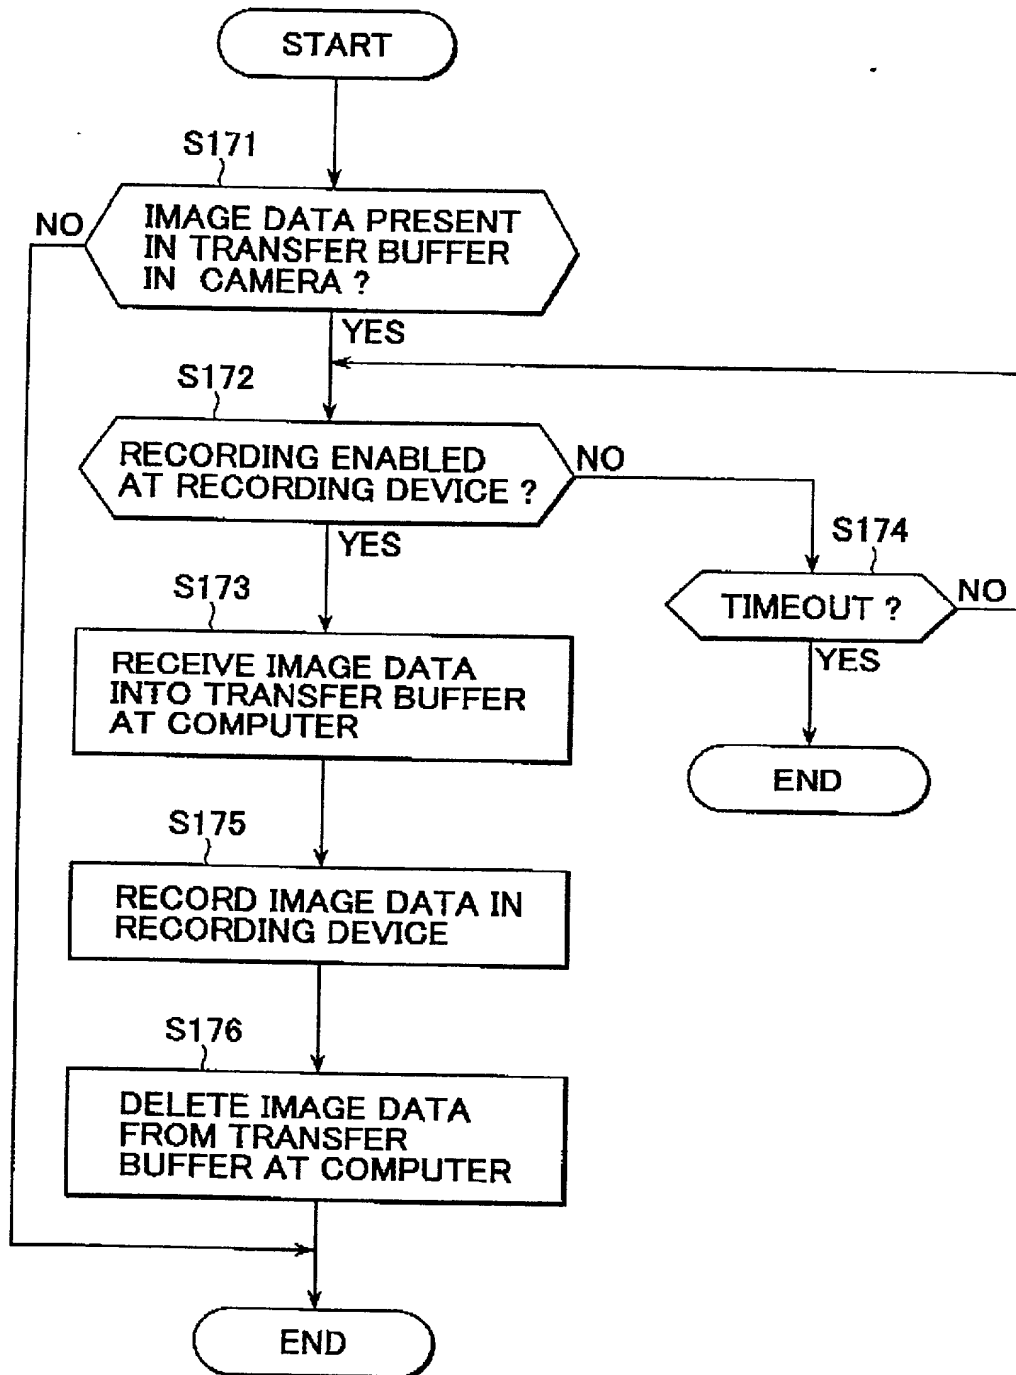 START
S171
NO
IMAGE DATA PRESENT
IN TRANSFER BUFFER
IN CAMERA ?
YES
S172
RECORDING ENABLED
AT RECORDING DEVICE ?
NO
YES
S174
TIMEOUT ?
NO
YES
END
S173
RECEIVE IMAGE DATA
INTO TRANSFER BUFFER
AT COMPUTER
S175
RECORD IMAGE DATA IN
RECORDING DEVICE
S176
DELETE IMAGE DATA
FROM TRANSFER
BUFFER AT COMPUTER
END